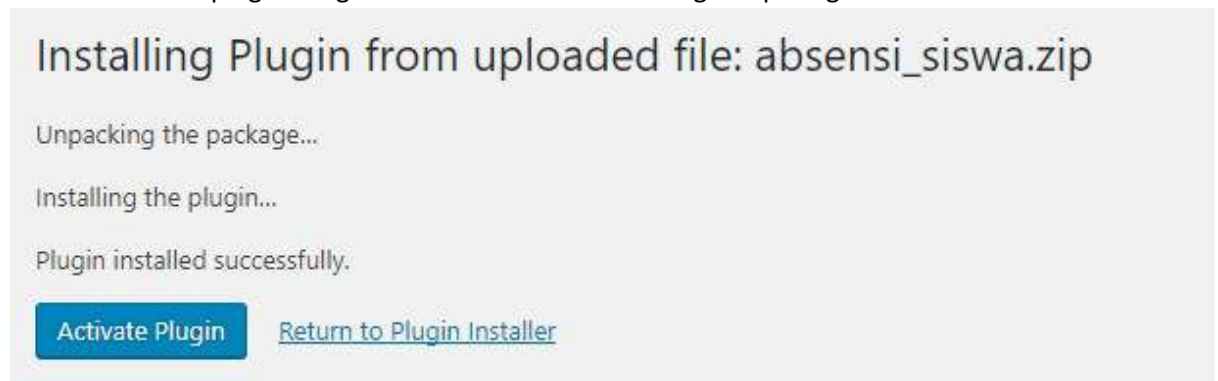 Installing Plugin from uploaded file: absensi_siswa.zip
Unpacking the package...
Installing the plugin...
Plugin installed successfully.
Activate Plugin Return to Plugin Installer